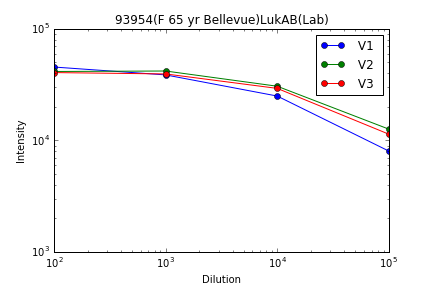 93954(F 65 yr Bellevue)LukAB(Lab)
10^5
V1
V2
V3
Intensity
10^4
10^3
10^2 10^3 10^4 10^5
Dilution